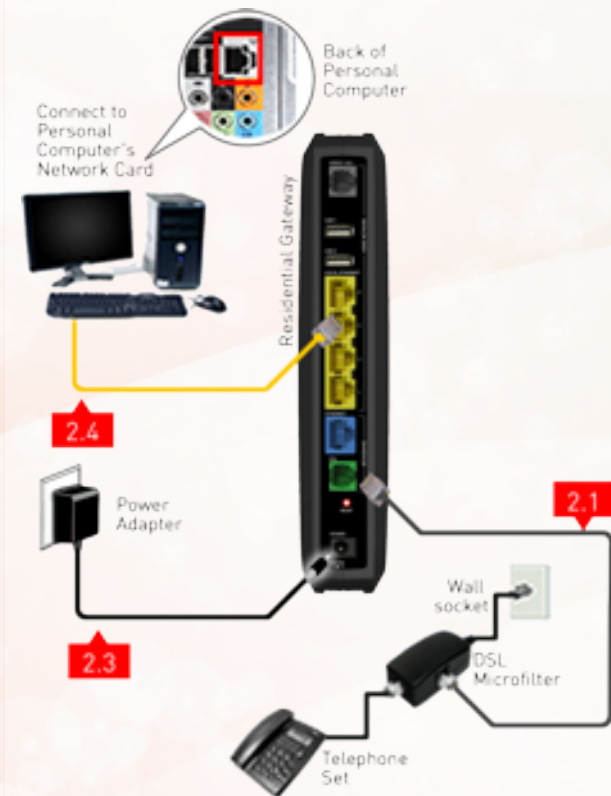 Back of
Personal
Computer
Connect to
Personal
Computer's
Network Card
Residential Gateway
2.4
Power
Adapter
2.1
Wall
socket
2.3
DSL
Microfilter
Telephone
Set